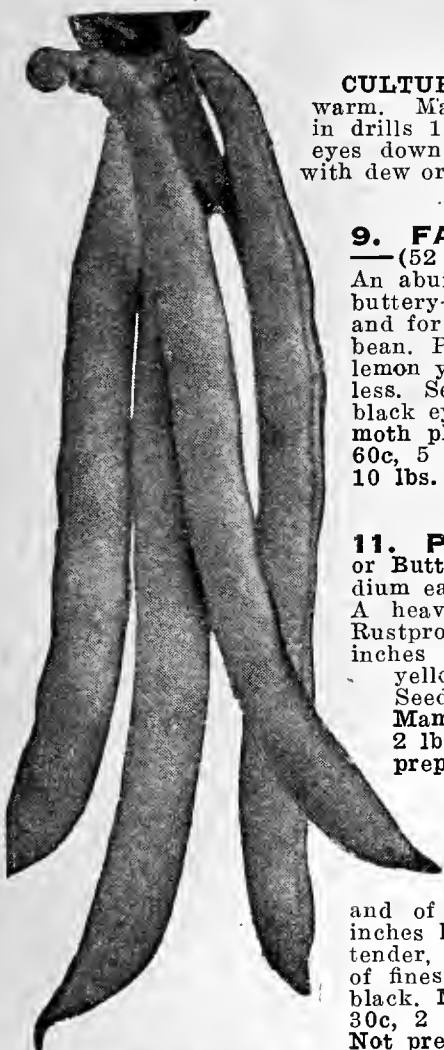 CULTURE
warm. Ma
in drills 1
eyes down
with dew or
9. FA
—(52
An abun
buttery-
and for
bean. P
lemon y
less. Se
black ey
moth pl
60c, 5
10 lbs.
11. P
or Butt
dium ea
A heav
Rustpro
inches
yello
Seed
Mam
2 lb
prep
and of
inches l
tender,
of fines
black. M
30c, 2
Not pre